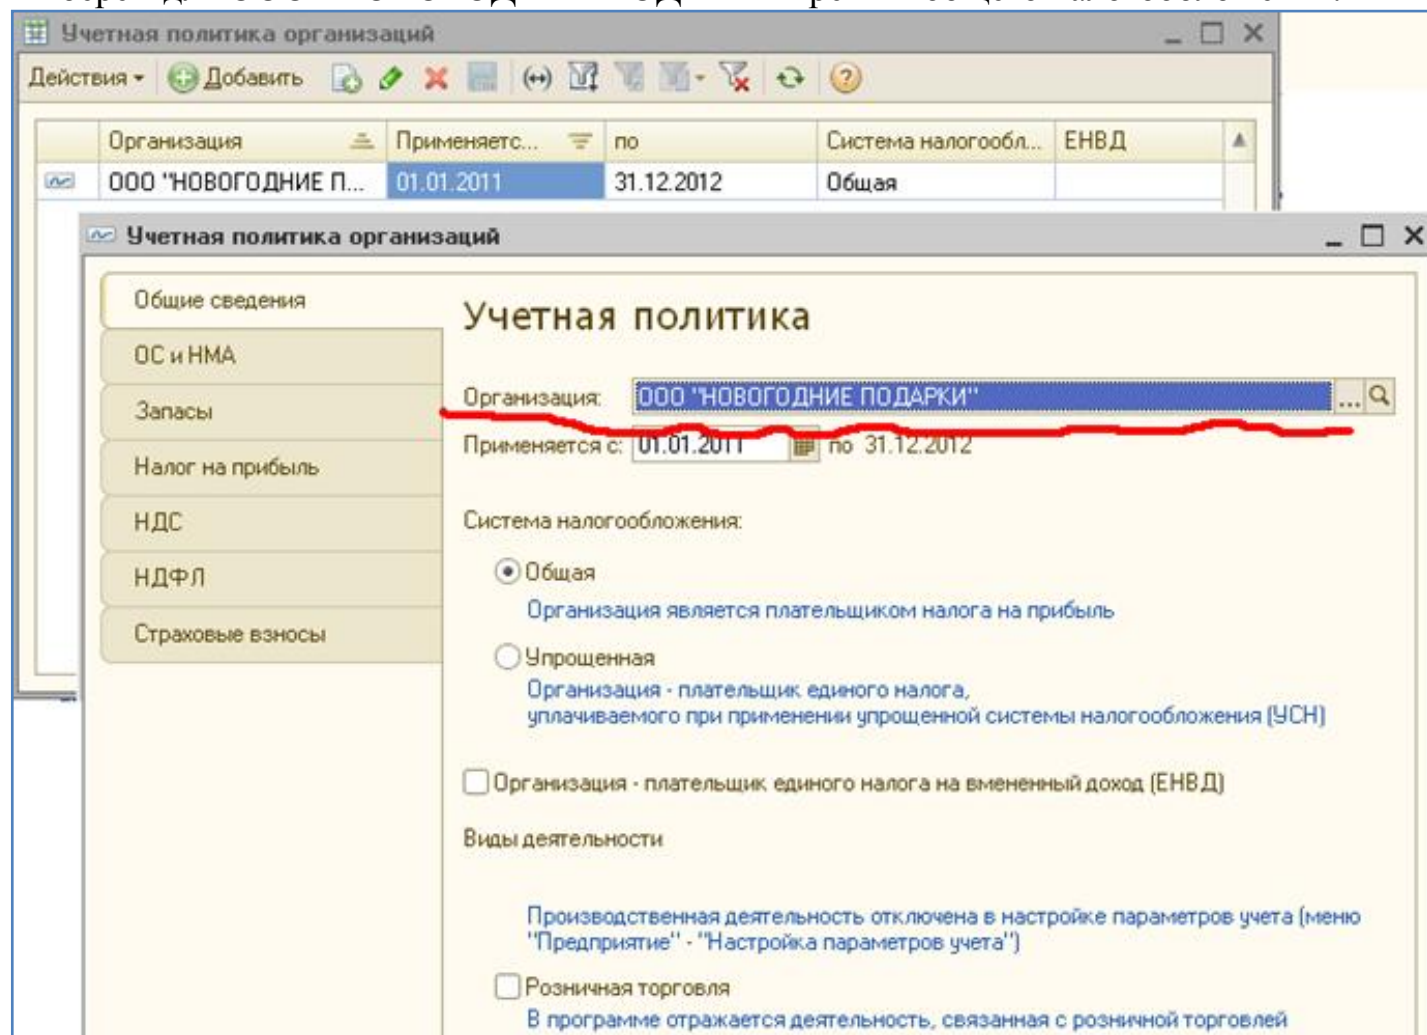 Учетная политика организаций
Действия Добавить
Организация Применяетс... по Система налогообл... ЕНВД
ООО "НОВОГОДНИЕ П... 01.01.2011 31.12.2012 Общая
Учетная политика организаций
Общие сведения
ОС и НМА
Запасы
Налог на прибыль
НДС
НДФЛ
Страховые взносы
Учетная политика
Организация: ООО "НОВОГОДНИЕ ПОДАРКИ" ...
Применяется с: 01.01.2011 по 31.12.2012
Система налогообложения:
Общая
Организация является плательщиком налога на прибыль
Упрощенная
Организация - плательщик единого налога,
уплачиваемого при применении упрощенной системы налогообложения (УСН)
Организация - плательщик единого налога на вмененный доход (ЕНВД)
Виды деятельности
Производственная деятельность отключена в настройке параметров учета (меню
"Предприятие" - "Настройка параметров учета")
Розничная торговля
В программе отражается деятельность, связанная с розничной торговлей